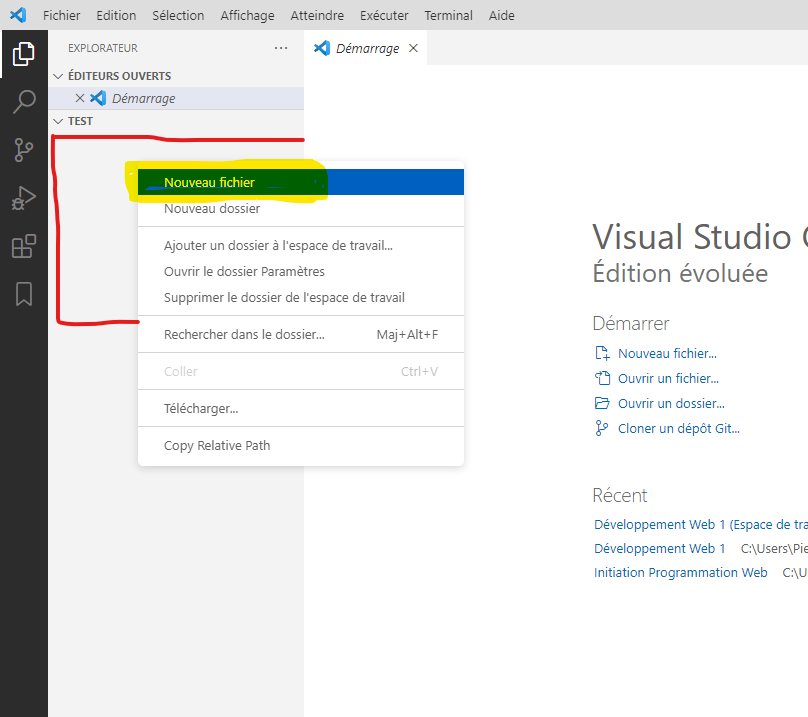 Fichier Edition Sélection Affichage Atteindre Exécuter Terminal Aide
EXPLORATEUR
Démarrage
ÉDITEURS OUVERTS
Démarrage
TEST
Nouveau fichier
Nouveau dossier
Ajouter un dossier à l'espace de travail...
Ouvrir le dossier Paramètres
Supprimer le dossier de l'espace de travail
Rechercher dans le dossier... Maj+Alt+F
Coller Ctrl+V
Télécharger...
Copy Relative Path
Visual Studio
Édition évoluée
Démarrer
Nouveau fichier...
Ouvrir un fichier...
Ouvrir un dossier...
Cloner un dépôt Git...
Récent
Développement Web 1 (Espace de tra
Développement Web 1 C:\Users\Pie
Initiation Programmation Web C:\U